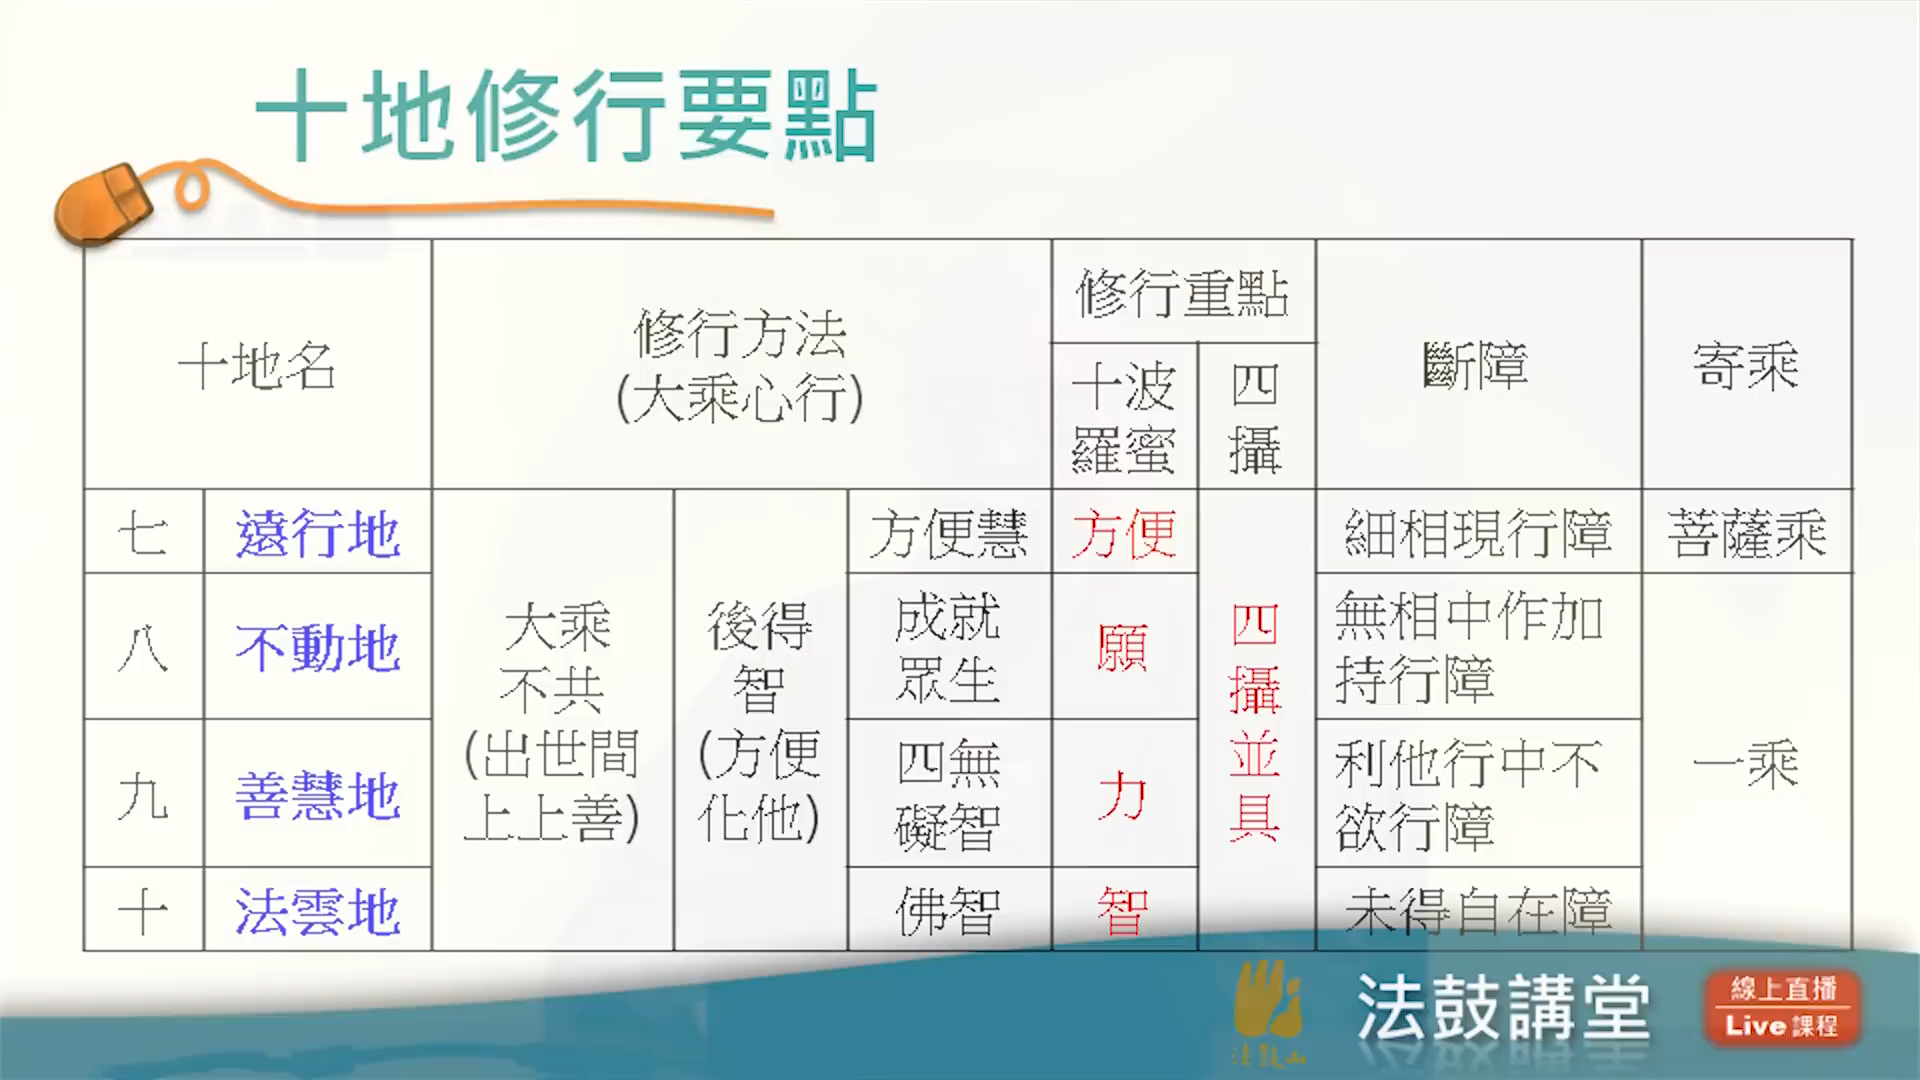 十地修行要點
十地名
修行方法
(大乘心行)
修行重點
十波
羅蜜
四
攝
斷障
寄乘
七
遠行地
方便慧
方便
細相現行障
菩薩乘
八
不動地
大乘
不共
(出世間
上上善)
後得
智
(方便
化他)
成就
眾生
願
四
攝
並
具
無相中作加
持行障
一乘
九
善慧地
四無
礙智
力
利他行中不
欲行障
十
法雲地
佛智
智
未得自在障
法鼓山
法鼓講堂
線上直播
Live 課程